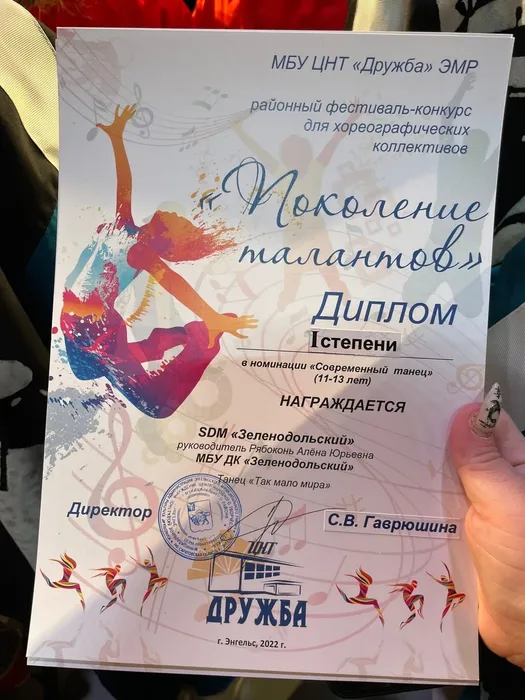 МБУ ЦНТ «Дружба» ЭМР
районный фестиваль-конкурс
для хореографических
коллективов
«Поколение
талантов»
Диплом
I степени
в номинации «Современный танец»
(11-13 лет)
НАГРАЖДАЕТСЯ
SDM «Зеленодольский»
руководитель Рябоконь Алёна Юрьевна
МБУ ДК «Зеленодольский»
Танец «Так мало мира»
Директор
С.В. Гаврюшина
ЦНТ
ДРУЖБА
г. Энгельс, 2022 г.